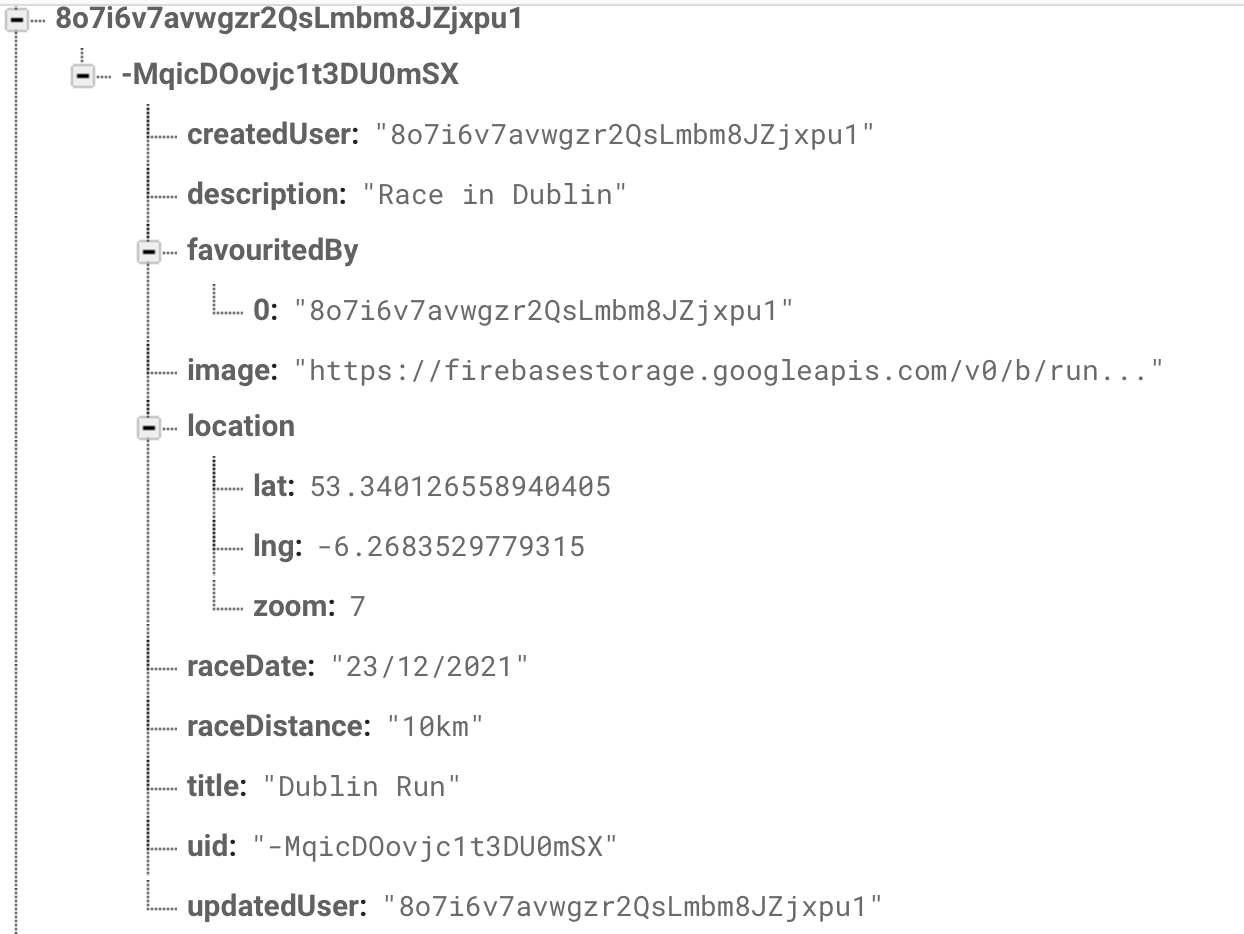 8o7i6v7avwgzr2QsLmbm8JZjxpu1
-MqicDOovjc1t3DU0mSX
createdUser: "8o7i6v7avwgzr2QsLmbm8JZjxpu1"
description: "Race in Dublin"
favouritedBy
0: "8o7i6v7avwgzr2QsLmbm8JZjxpu1"
image: "https://firebasestorage.googleapis.com/v0/b/run..."
location
lat: 53.340126558940405
lng: -6.2683529779315
zoom: 7
raceDate: "23/12/2021"
raceDistance: "10km"
title: "Dublin Run"
uid: "-MqicDOovjc1t3DU0mSX"
updatedUser: "8o7i6v7avwgzr2QsLmbm8JZjxpu1"